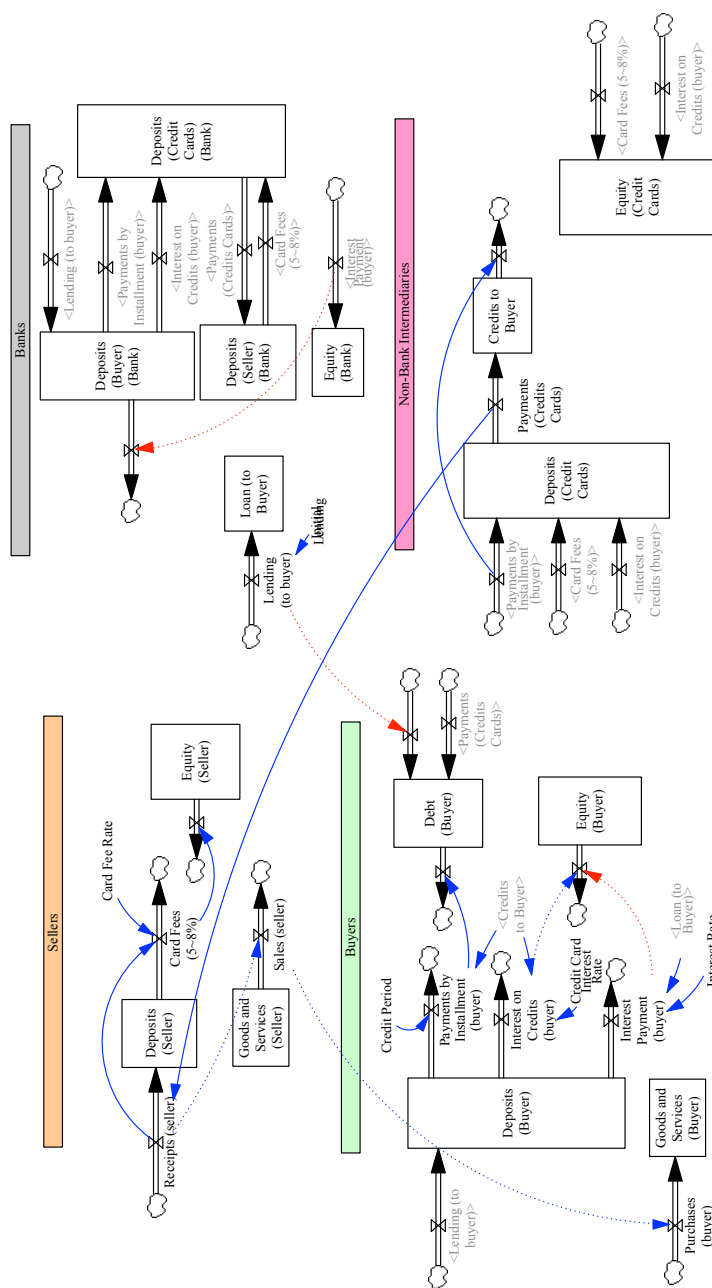 Sellers
Receipts (seller)
Deposits
(Seller)
Card Fee Rate
Card Fees
(5~8%)
Equity
(Seller)
Goods and
Services
(Seller)
Sales (seller)
Banks
Lending
(to buyer)
Loan (to
Buyer)
Lending
<Lending (to buyer)>
Deposits
(Buyer)
(Bank)
<Payments by
Installment (buyer)>
<Interest on
Credits (buyer)>
Deposits
(Credit
Cards)
(Bank)
<Payments
(Credits Cards)>
Deposits
(Seller)
(Bank)
<Card Fees
(5~8%)>
Equity
(Bank)
<Interest
Payment
(buyer)>
Buyers
<Lending (to
buyer)>
Deposits
(Buyer)
Credit Period
Payments by
Installment
(buyer)
Interest on
Credits
(buyer)
Credit Card
Interest
Rate
Interest
Payment
(buyer)
<Loan (to
Buyer)>
Interest Rate
<Credits
to Buyer>
Debt
(Buyer)
<Payments
(Credits
Cards)>
Equity
(Buyer)
Purchases
(buyer)
Goods and
Services
(Buyer)
Non-Bank Intermediaries
<Payments by
Installment
(buyer)>
<Card Fees
(5~8%)>
<Interest on
Credits (buyer)>
Deposits
(Credit
Cards)
Payments
(Credits
Cards)
Credits to
Buyer
Equity
(Credit
Cards)
<Card Fees (5~8%)>
<Interest on
Credits (buyer)>